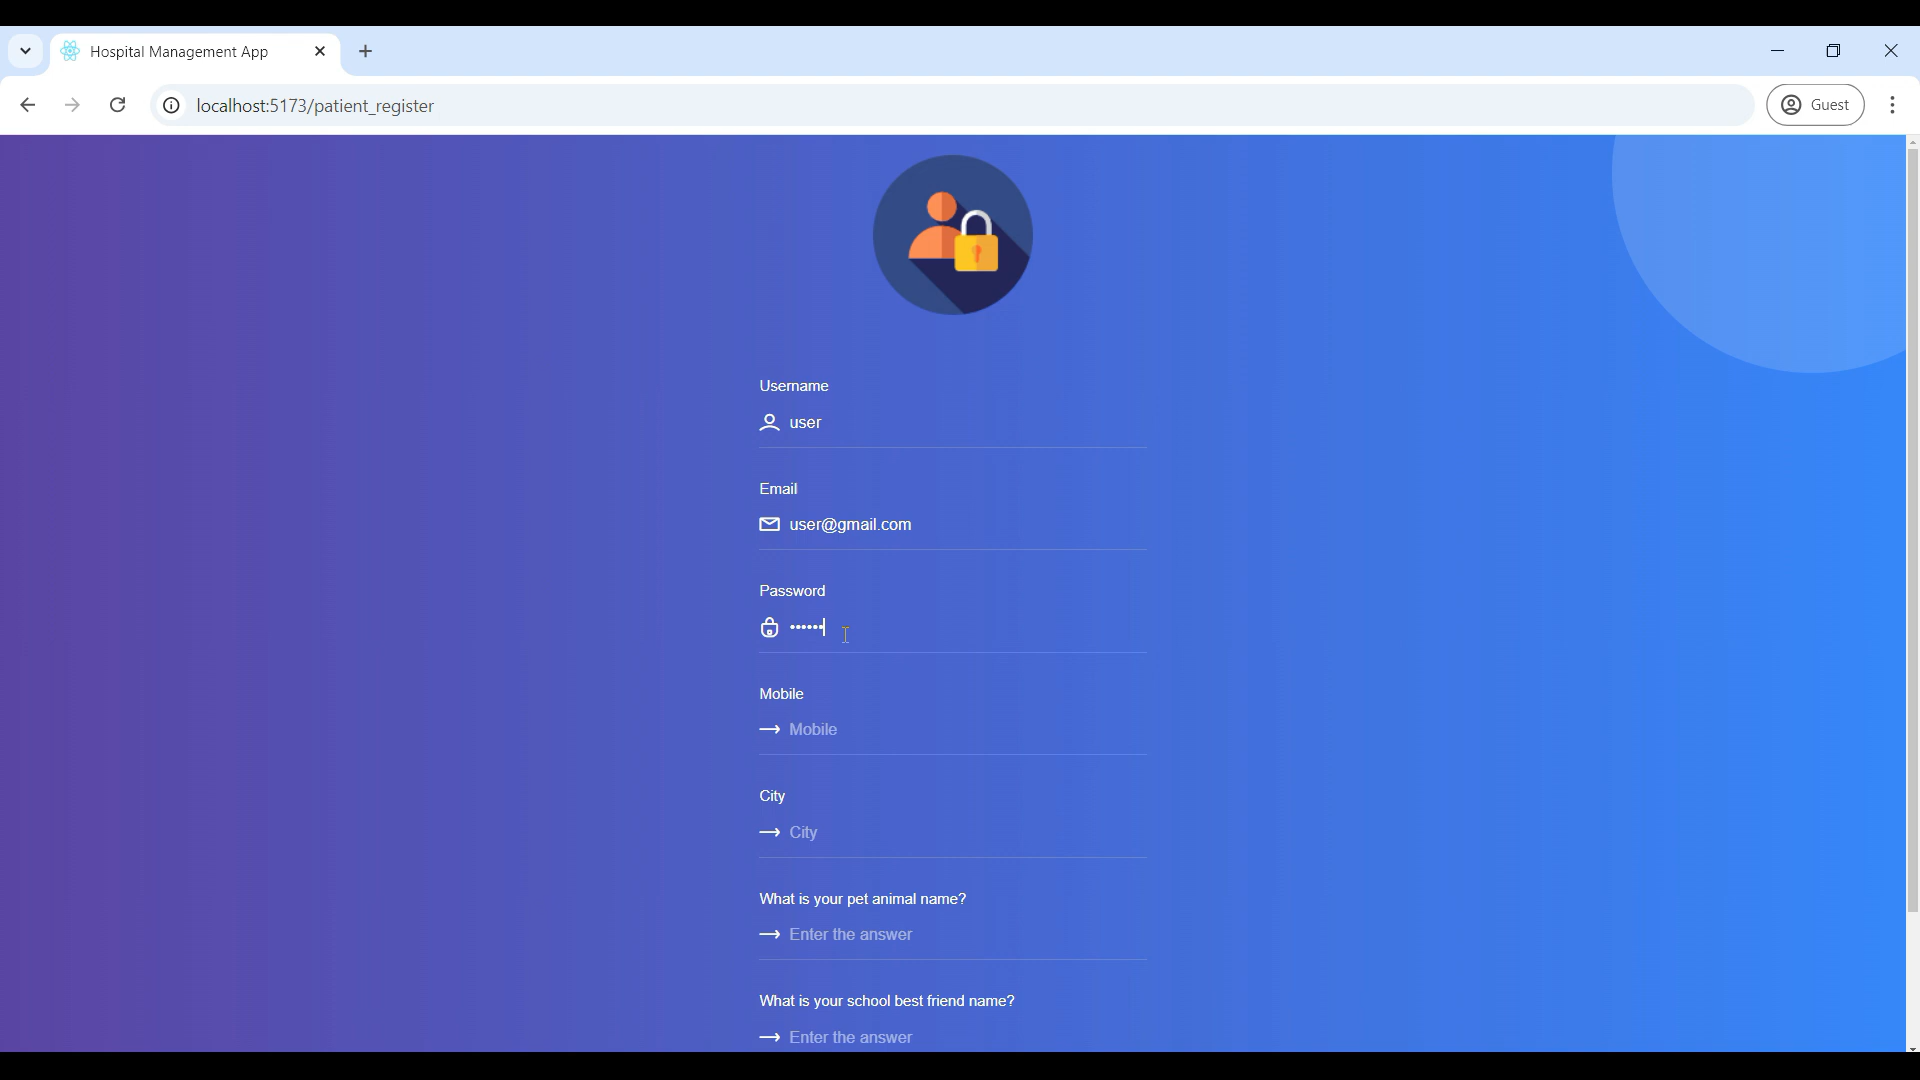 Hospital Management App
localhost:5173/patient_register
Guest
Username
user
Email
user@gmail.com
Password
••••••
Mobile
Mobile
City
City
What is your pet animal name?
Enter the answer
What is your school best friend name?
Enter the answer